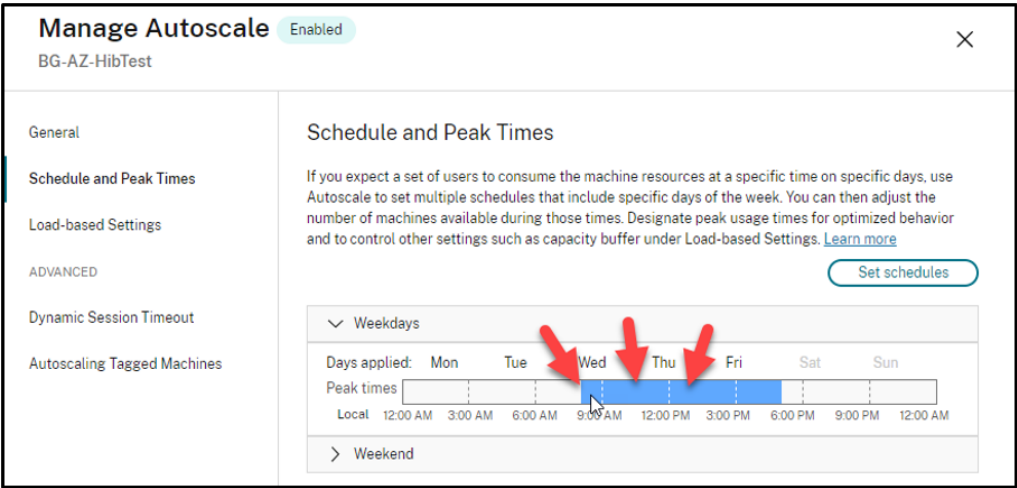 Manage Autoscale Enabled
BG-AZ-HibTest
General
Schedule and Peak Times
Load-based Settings
ADVANCED
Dynamic Session Timeout
Autoscaling Tagged Machines
Schedule and Peak Times
If you expect a set of users to consume the machine resources at a specific time on specific days, use
Autoscale to set multiple schedules that include specific days of the week. You can then adjust the
number of machines available during those times. Designate peak usage times for optimized behavior
and to control other settings such as capacity buffer under Load-based Settings. Learn more
Set schedules
Weekdays
Days applied: Mon Tue Wed Thu Fri Sat Sun
Peak times
Local 12:00 AM 3:00 AM 6:00 AM 9:00 AM 12:00 PM 3:00 PM 6:00 PM 9:00 PM 12:00 AM
Weekend